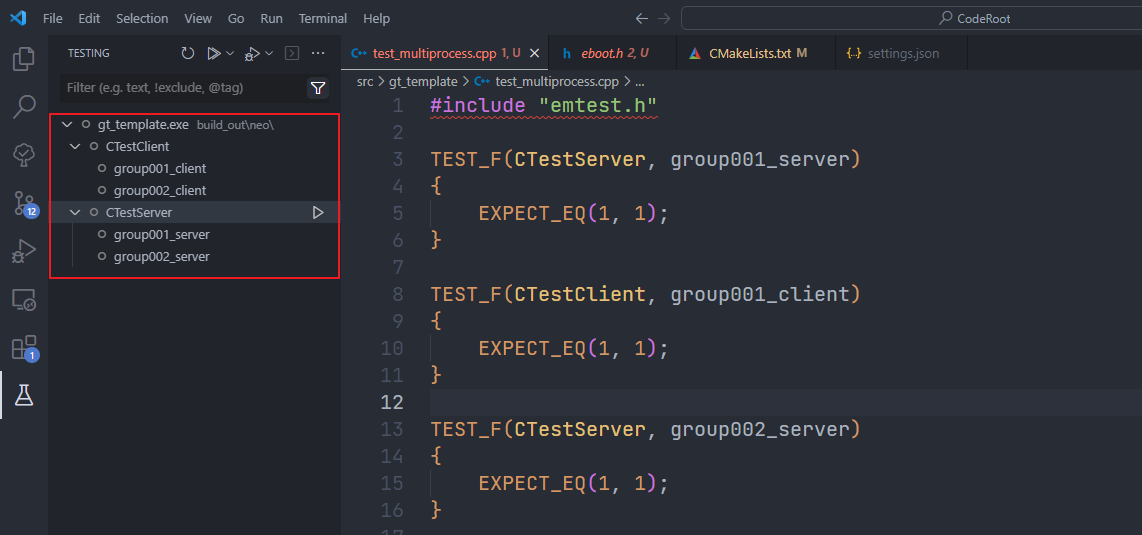 File Edit Selection View Go Run Terminal Help CodeRoot
TESTING
test_multiprocess.cpp 1, U
eboot.h 2, U
CMakeLists.txt M
settings.json
Filter (e.g. text, !exclude, @tag)
gt_template.exe build_out\neo\
CTestClient
group001_client
group002_client
CTestServer
group001_server
group002_server
12
1
src > gt_template > C++ test_multiprocess.cpp > ...
1 #include "emtest.h"
2
3 TEST_F(CTestServer, group001_server)
4 {
5 EXPECT_EQ(1, 1);
6 }
7
8 TEST_F(CTestClient, group001_client)
9 {
10 EXPECT_EQ(1, 1);
11 }
12
13 TEST_F(CTestServer, group002_server)
14 {
15 EXPECT_EQ(1, 1);
16 }
17